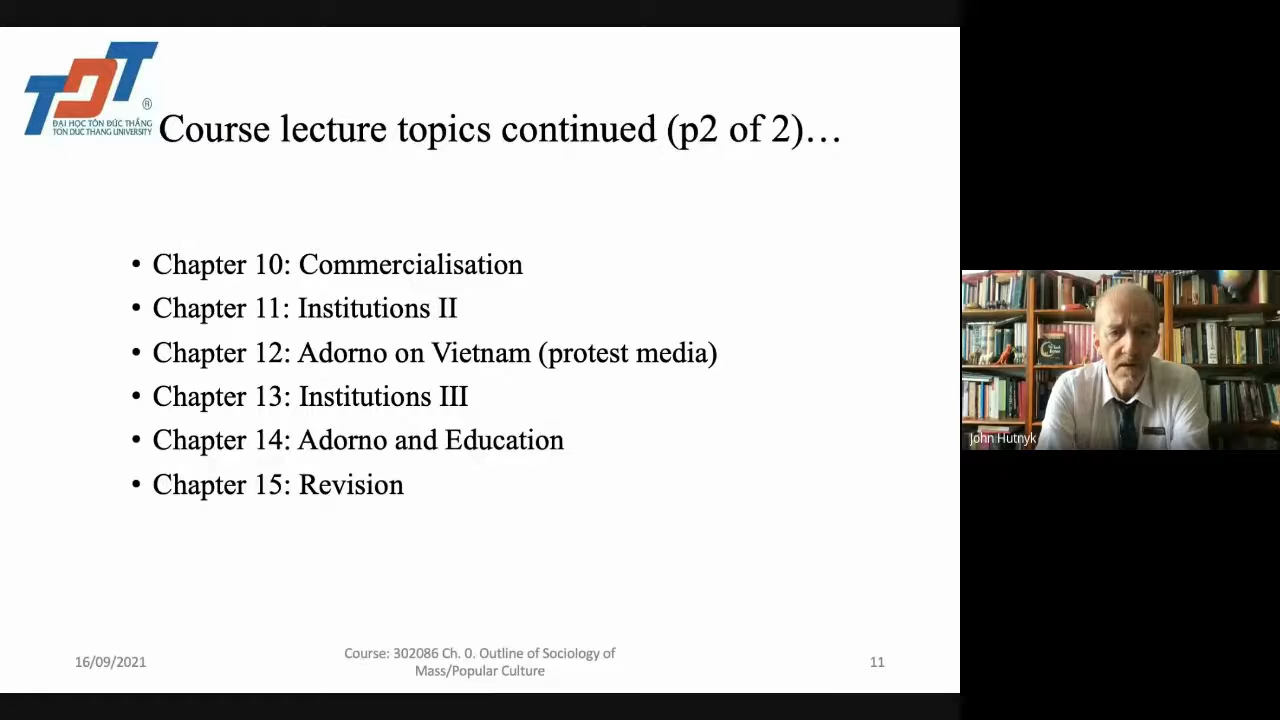 TDT
®
ĐẠI HỌC TÔN ĐỨC THẮNG
TON DUC THANG UNIVERSITY
Course lecture topics continued (p2 of 2)…
• Chapter 10: Commercialisation
• Chapter 11: Institutions II
• Chapter 12: Adorno on Vietnam (protest media)
• Chapter 13: Institutions III
• Chapter 14: Adorno and Education
• Chapter 15: Revision
John Hutnyk
16/09/2021
Course: 302086 Ch. 0. Outline of Sociology of
Mass/Popular Culture
11